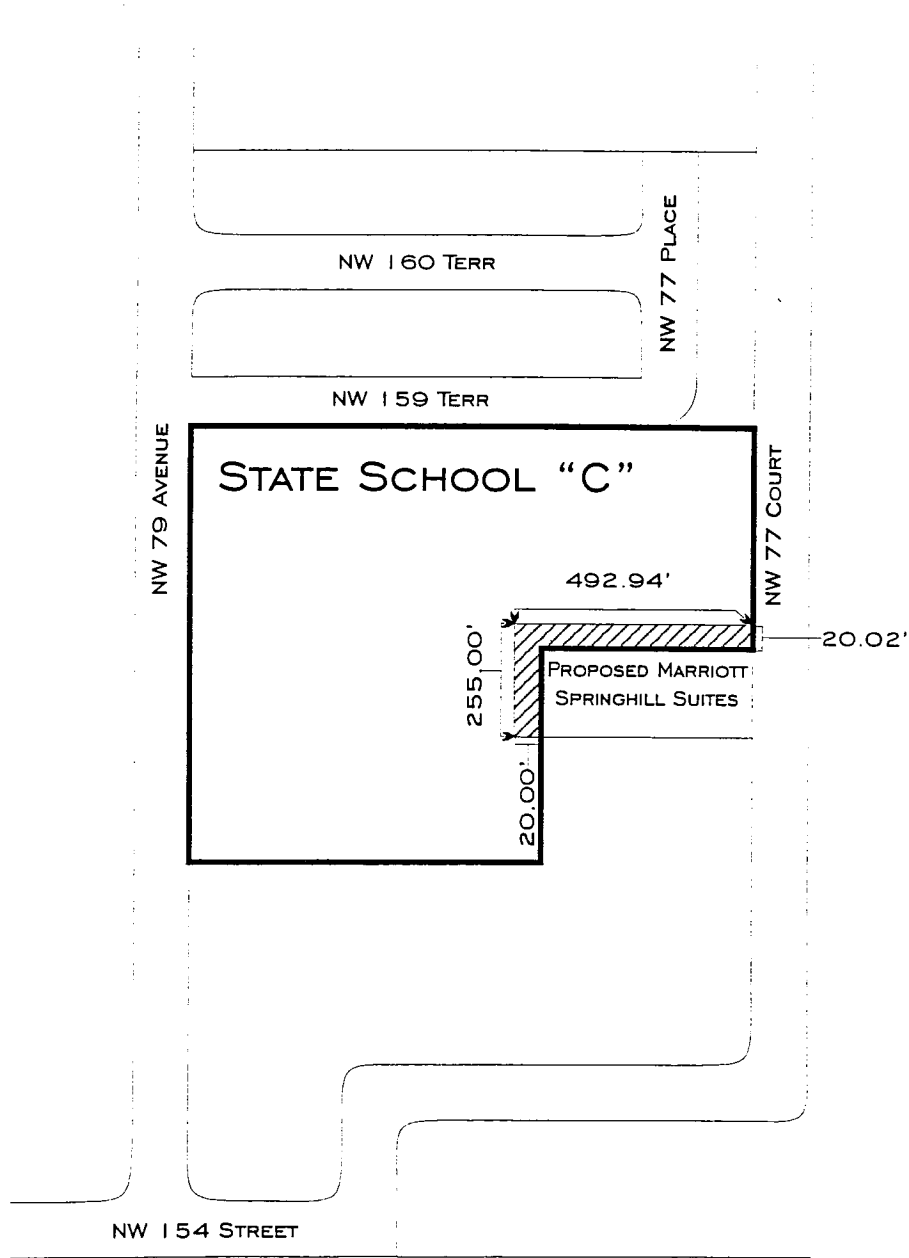 NW 77 PLACE
NW 160 TERR
NW 159 TERR
NW 79 AVENUE
STATE SCHOOL “C”
NW 77 COURT
492.94'
20.02'
255.00'
PROPOSED MARRIOTT
SPRINGHILL SUITES
20.00'
NW 154 STREET